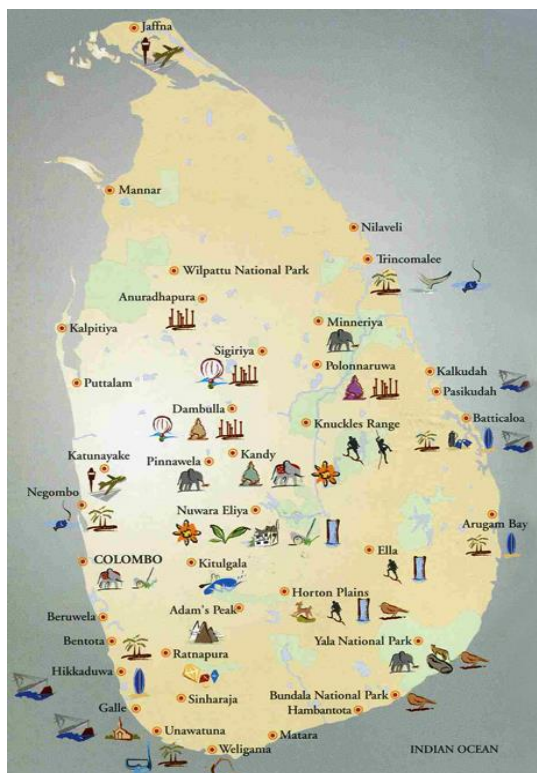 Jaffna
Mannar
Nilaveli
Trincomalee
Wilpattu National Park
Anuradhapura
Kalpitiya
Minneriya
Sigiriya
Polonnaruwa
Kalkudah
Puttalam
Pasikudah
Dambulla
Batticaloa
Knuckles Range
Katunayake
Kandy
Pinnawela
Negombo
Nuwara Eliya
Arugam Bay
Ella
COLOMBO
Kitulgala
Horton Plains
Adam's Peak
Beruwela
Bentota
Yala National Park
Ratnapura
Hikkaduwa
Bundala National Park
Sinharaja
Galle
Hambantota
Unawatuna
Matara
Weligama
INDIAN OCEAN